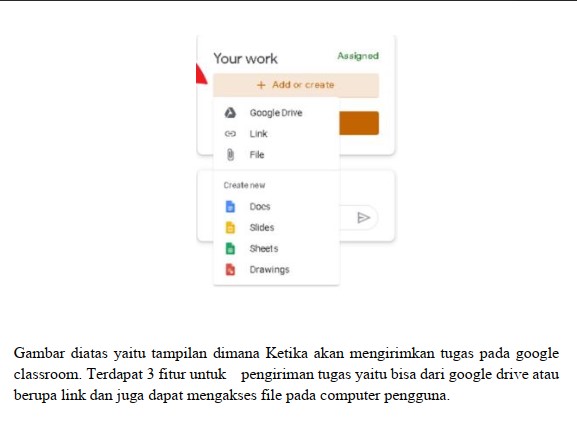 Your work Assigned
+ Add or create
Google Drive
Link
File
Create new
Docs
Slides
Sheets
Drawings
Gambar diatas yaitu tampilan dimana Ketika akan mengirimkan tugas pada google
classroom. Terdapat 3 fitur untuk pengiriman tugas yaitu bisa dari google drive atau
berupa link dan juga dapat mengakses file pada computer pengguna.